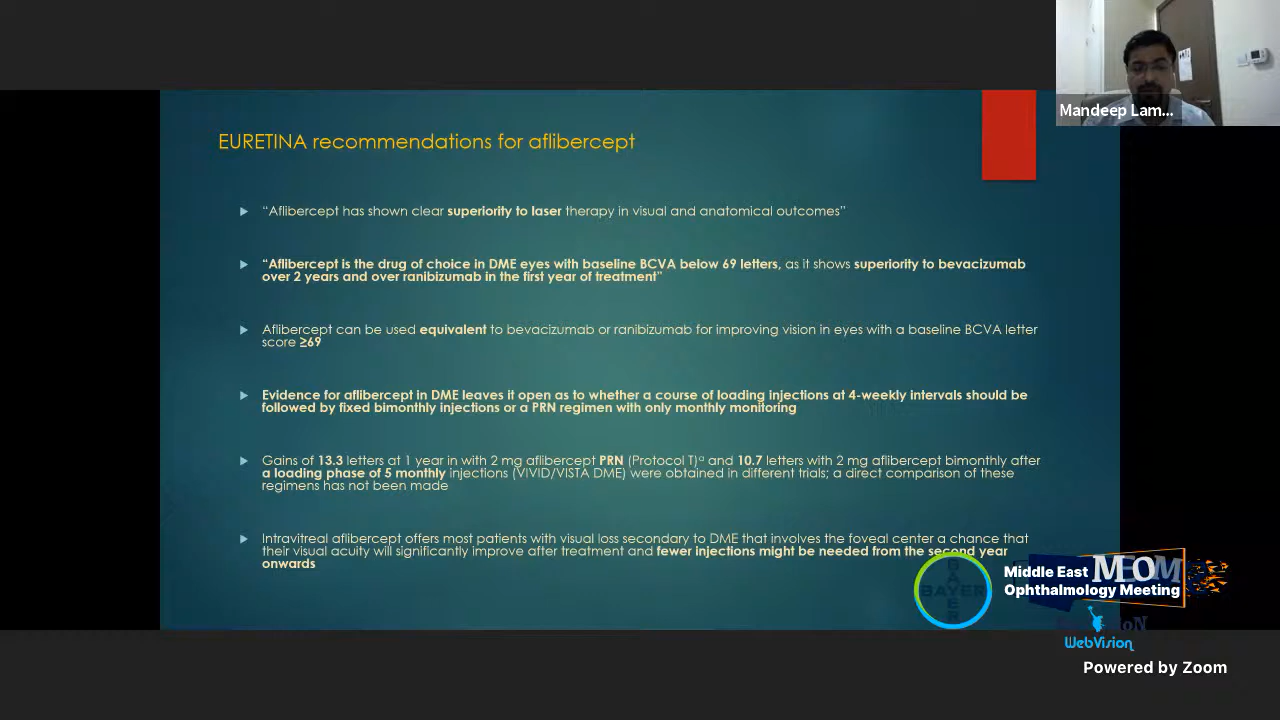 Mandeep Lam...
EURETINA recommendations for aflibercept
“Aflibercept has shown clear superiority to laser therapy in visual and anatomical outcomes”
“Aflibercept is the drug of choice in DME eyes with baseline BCVA below 69 letters, as it shows superiority to bevacizumab
over 2 years and over ranibizumab in the first year of treatment”
Aflibercept can be used equivalent to bevacizumab or ranibizumab for improving vision in eyes with a baseline BCVA letter
score ≥69
Evidence for aflibercept in DME leaves it open as to whether a course of loading injections at 4-weekly intervals should be
followed by fixed bimonthly injections or a PRN regimen with only monthly monitoring
Gains of 13.3 letters at 1 year in with 2 mg aflibercept PRN (Protocol T)ᵃ and 10.7 letters with 2 mg aflibercept bimonthly after
a loading phase of 5 monthly injections (VIVID/VISTA DME) were obtained in different trials; a direct comparison of these
regimens has not been made
Intravitreal aflibercept offers most patients with visual loss secondary to DME that involves the foveal center a chance that
their visual acuity will significantly improve after treatment and fewer injections might be needed from the second year
onwards
BAYER
BAYER
Middle East MEOM
Ophthalmology Meeting
WebVision
Powered by Zoom